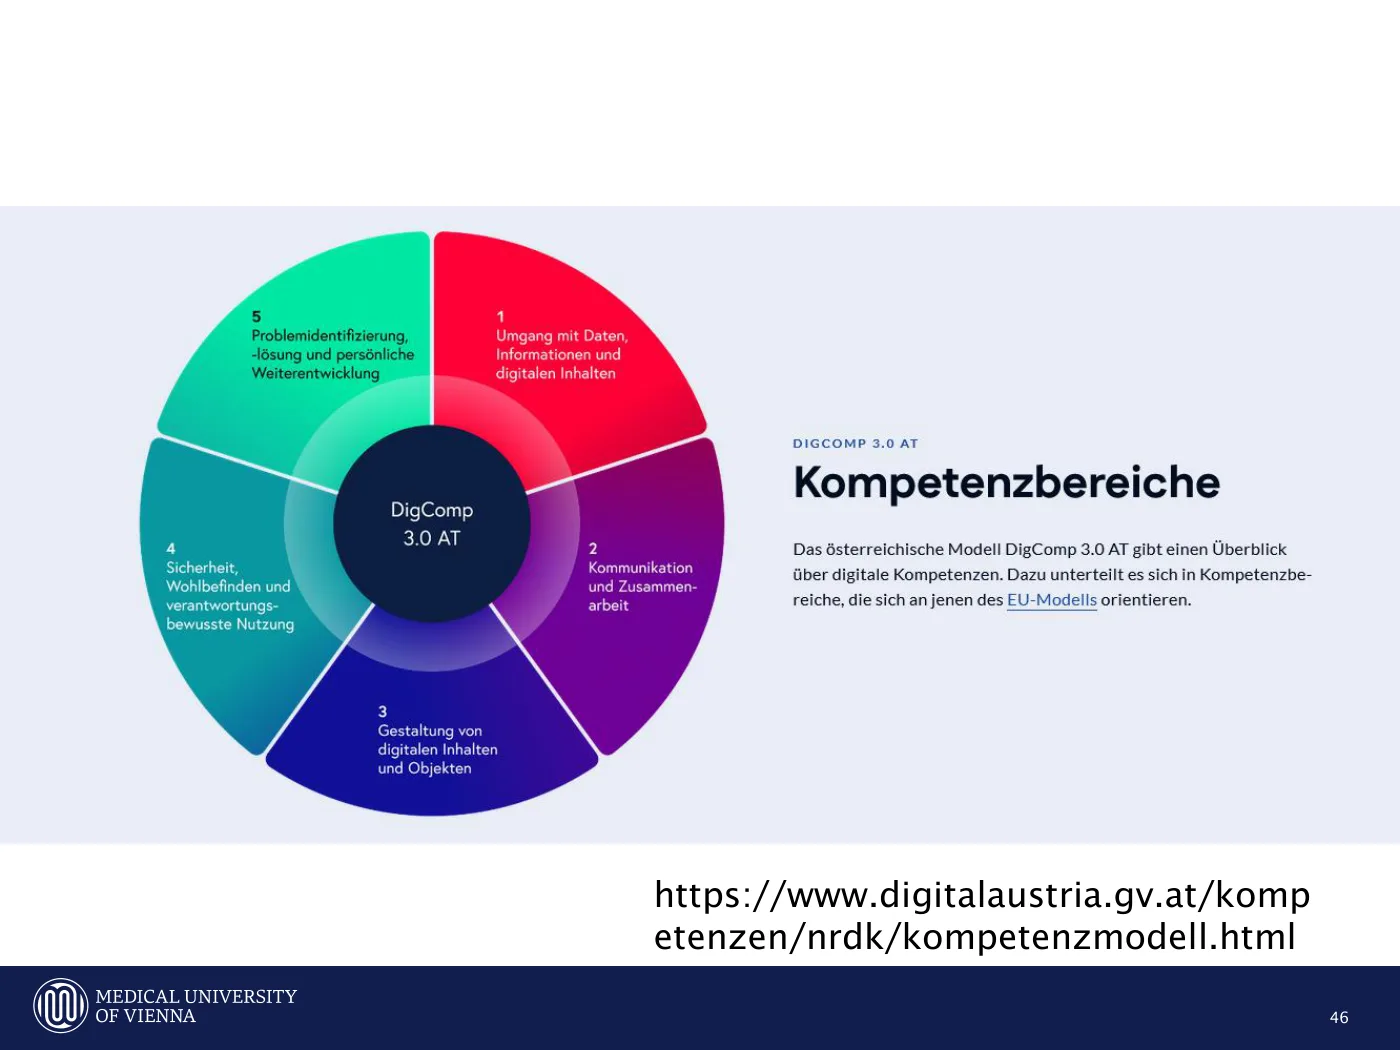 5
Problemidentifizierung,
-lösung und persönliche
Weiterentwicklung
1
Umgang mit Daten,
Informationen und
digitalen Inhalten
4
Sicherheit,
Wohlbefinden und
verantwortungs-
bewusste Nutzung
DigComp
3.0 AT
2
Kommunikation
und Zusammen-
arbeit
3
Gestaltung von
digitalen Inhalten
und Objekten
DIGCOMP 3.0 AT
Kompetenzbereiche
Das österreichische Modell DigComp 3.0 AT gibt einen Überblick
über digitale Kompetenzen. Dazu unterteilt es sich in Kompetenzbe-
reiche, die sich an jenen des EU-Modells orientieren.
https://www.digitalaustria.gv.at/komp
etenzen/nrdk/kompetenzmodell.html
MEDICAL UNIVERSITY
OF VIENNA
46